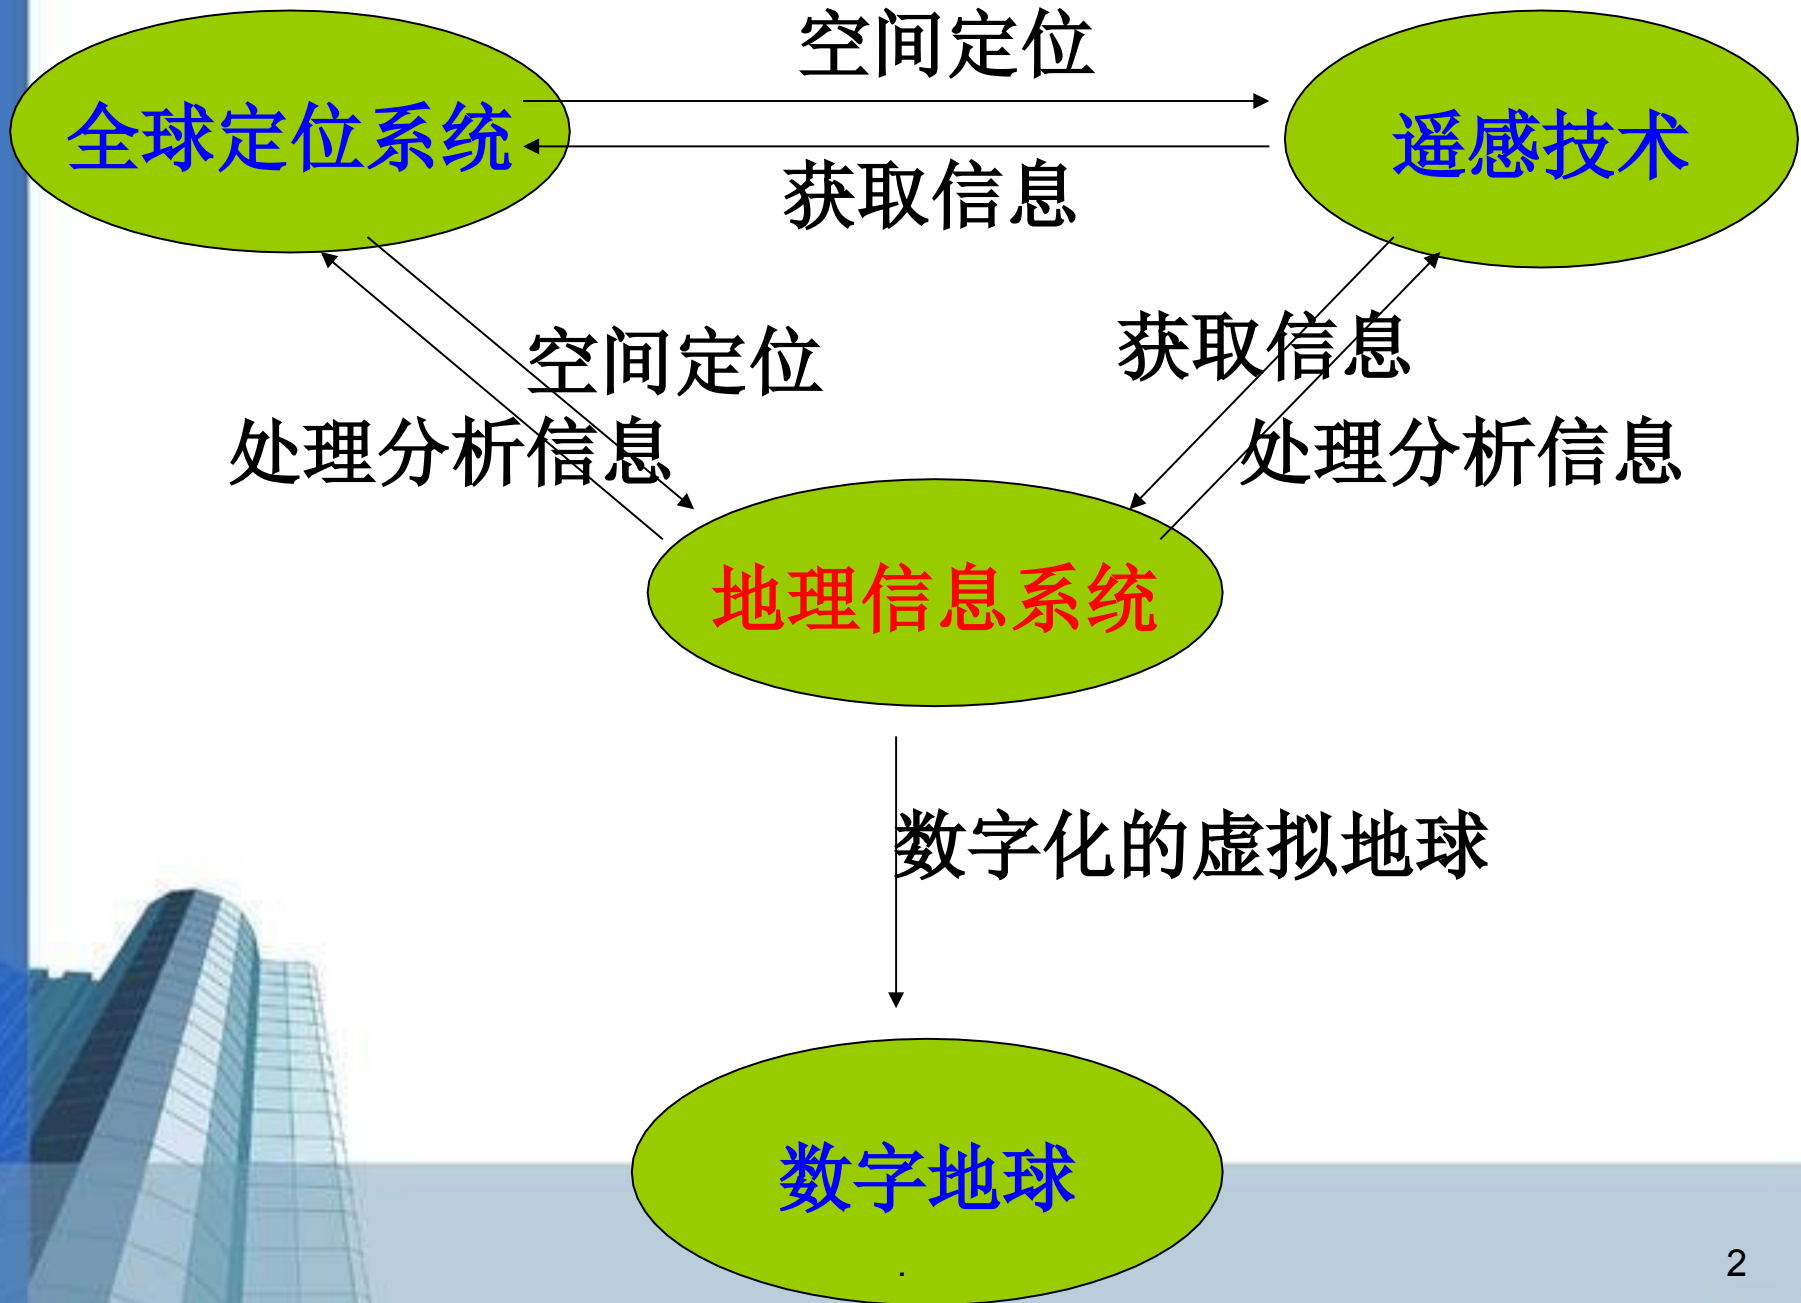 空间定位
全球定位系统
遥感技术
获取信息
空间定位
获取信息
处理分析信息
处理分析信息
地理信息系统
数字化的虚拟地球
数字地球
.
2